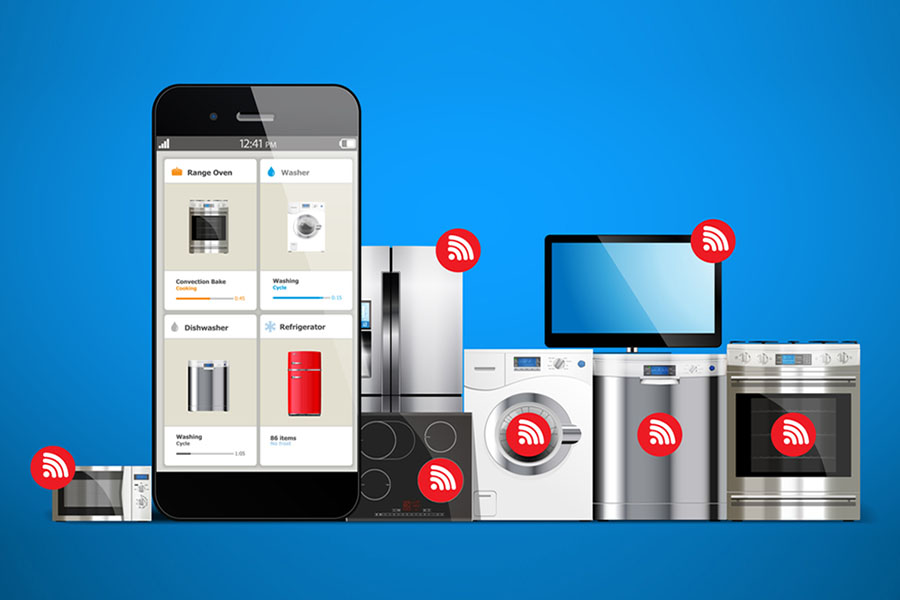 12:41 PM
Range Oven
Washer
Convection Bake
Cooking
0:45
Washing
Cycle
0:15
Dishwasher
Refrigerator
Washing
Cycle
1:05
86 items
No frost